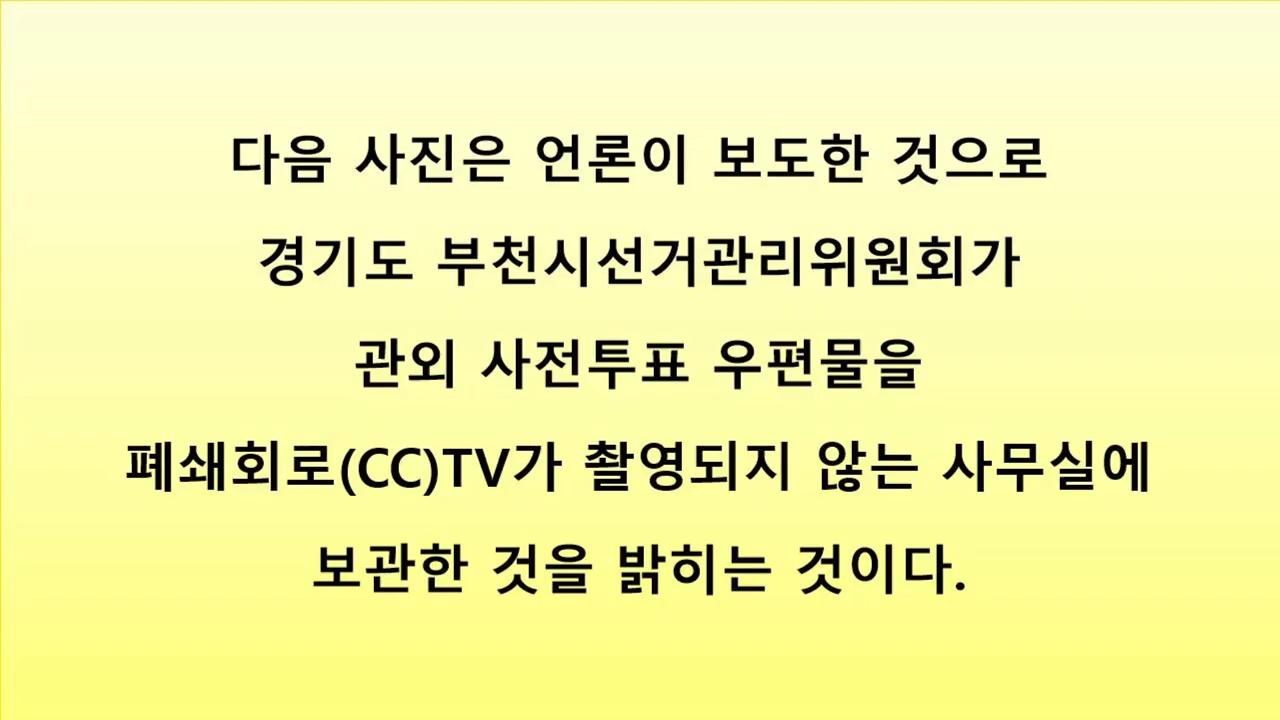 다음 사진은 언론이 보도한 것으로
경기도 부천시선거관리위원회가
관외 사전투표 우편물을
폐쇄회로(CC)TV가 촬영되지 않는 사무실에
보관한 것을 밝히는 것이다.